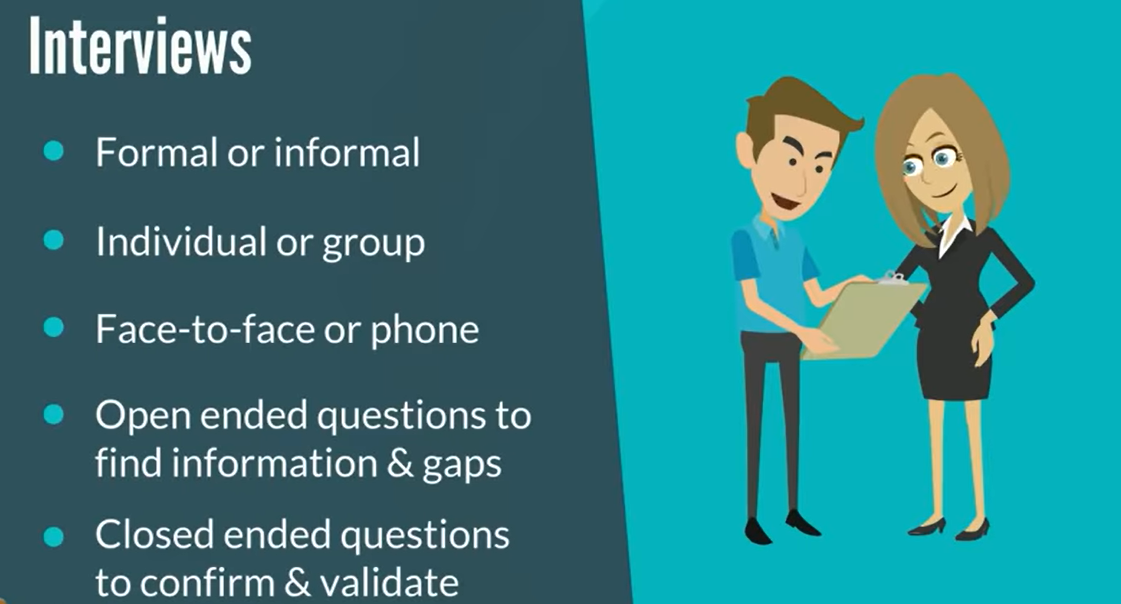 Interviews
Formal or informal
Individual or group
Face-to-face or phone
Open ended questions to
find information & gaps
Closed ended questions
to confirm & validate